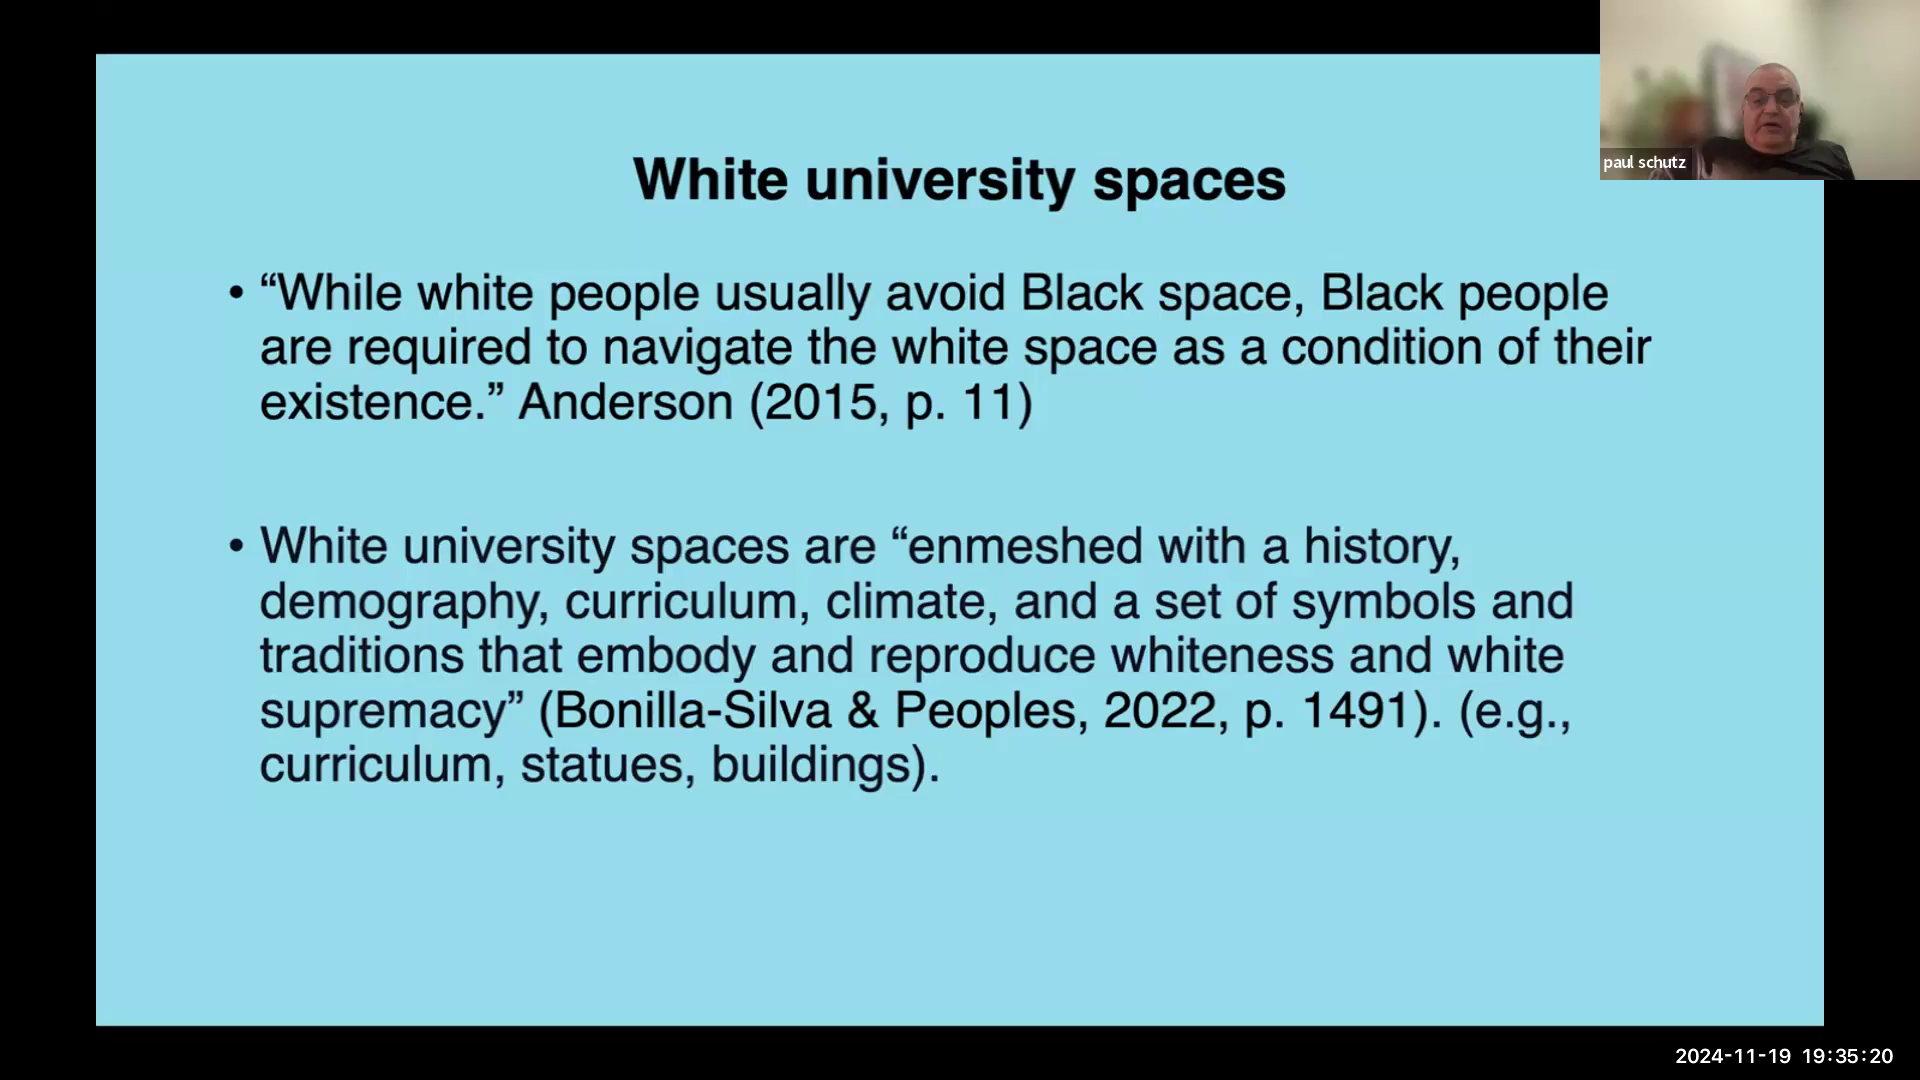 paul schutz
White university spaces
• “While white people usually avoid Black space, Black people
are required to navigate the white space as a condition of their
existence.” Anderson (2015, p. 11)
• White university spaces are “enmeshed with a history,
demography, curriculum, climate, and a set of symbols and
traditions that embody and reproduce whiteness and white
supremacy” (Bonilla-Silva & Peoples, 2022, p. 1491). (e.g.,
curriculum, statues, buildings).
2024-11-19 19:35:20